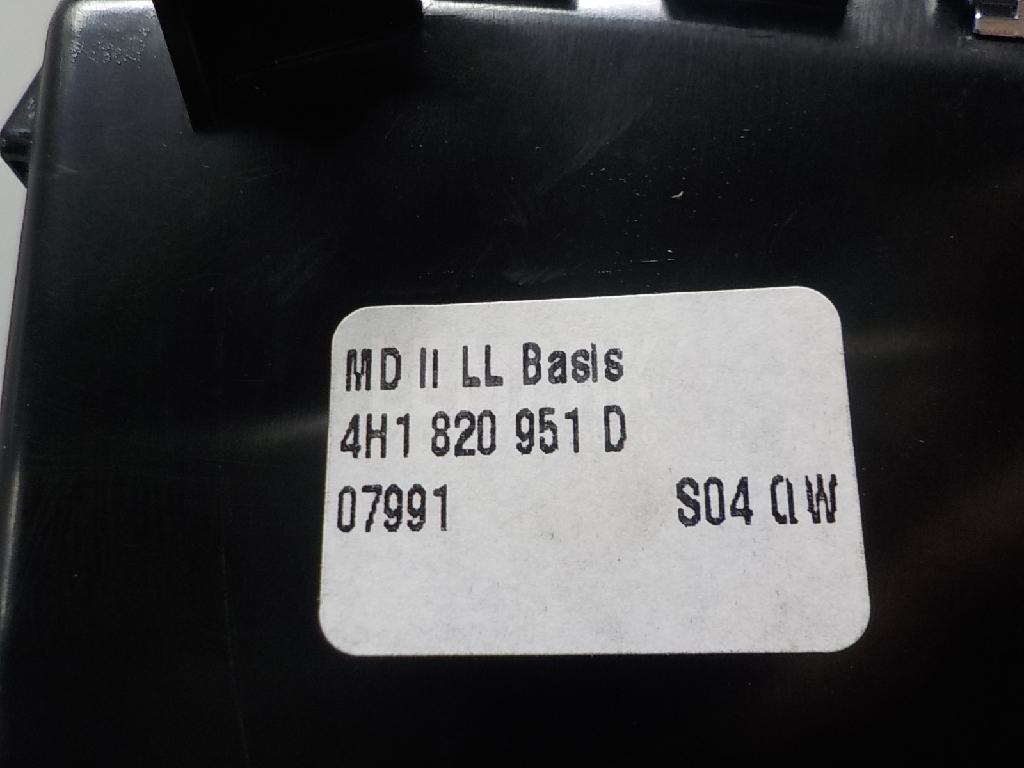 MD II LL Basis
4H1 820 951 D
07991 S04 QW